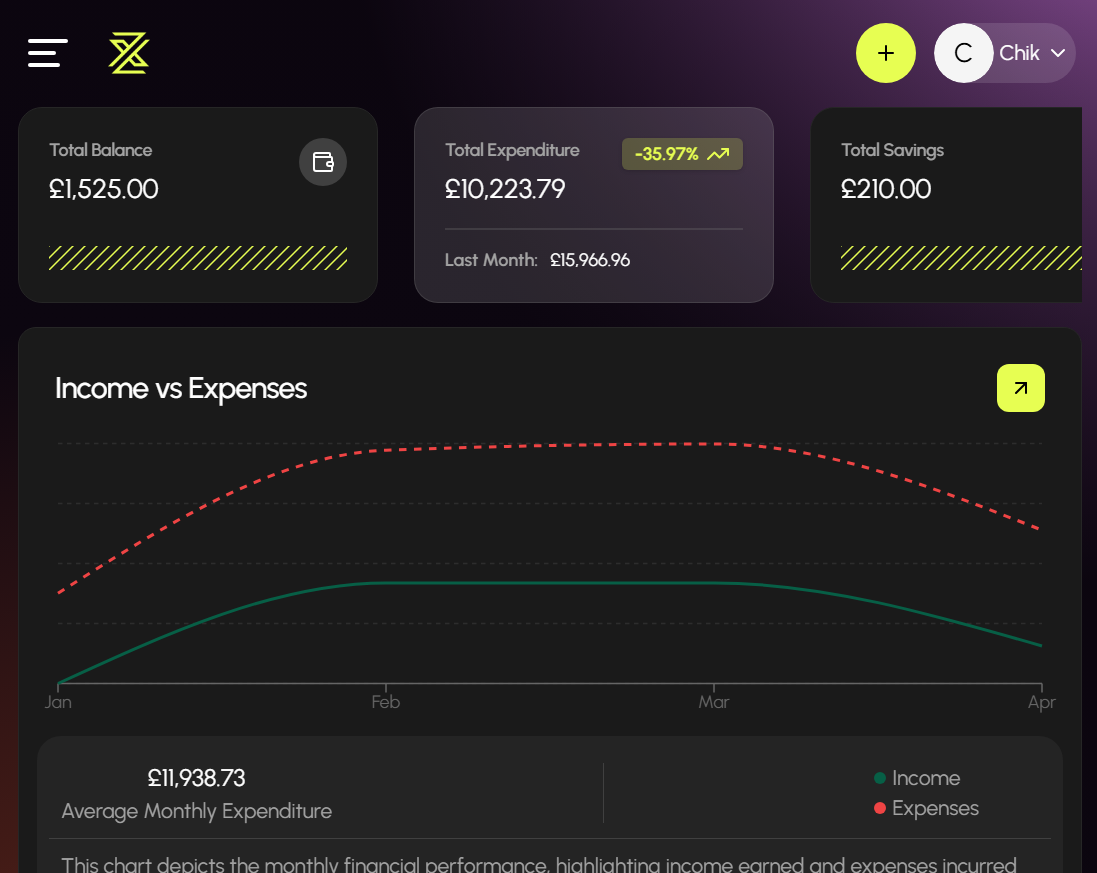 C Chik
Total Balance
£1,525.00
Total Expenditure -35.97%
£10,223.79
Last Month: £15,966.96
Total Savings
£210.00
Income vs Expenses
Jan Feb Mar Apr
£11,938.73
Average Monthly Expenditure
Income
Expenses
This chart depicts the monthly financial performance, highlighting income earned and expenses incurred